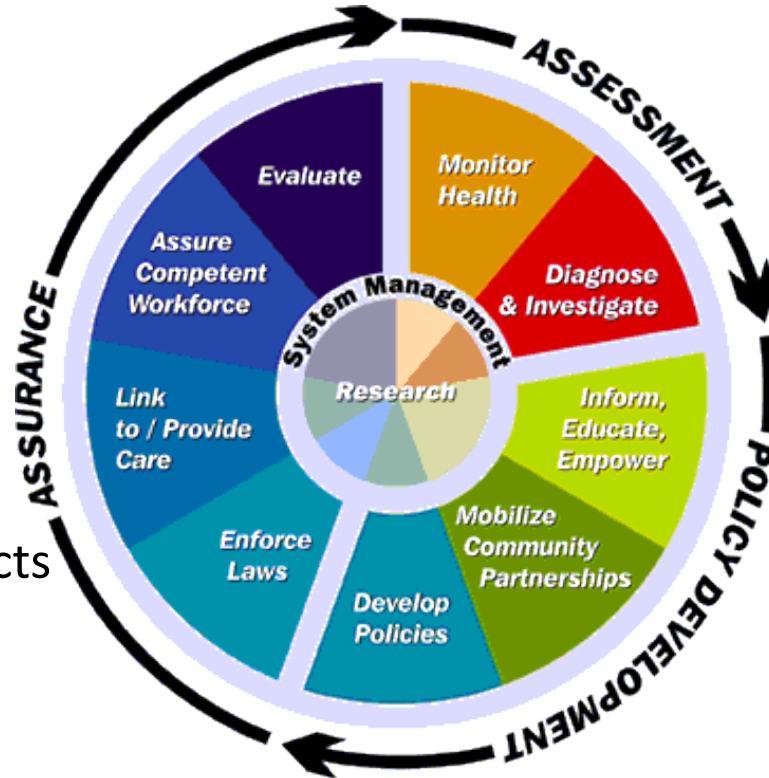 ASSESSMENT
POLICY DEVELOPMENT
ASSURANCE
Monitor
Health
Diagnose
& Investigate
Inform,
Educate,
Empower
Mobilize
Community
Partnerships
Develop
Policies
Enforce
Laws
Link
to / Provide
Care
Assure
Competent
Workforce
Evaluate
System Management
Research
cts